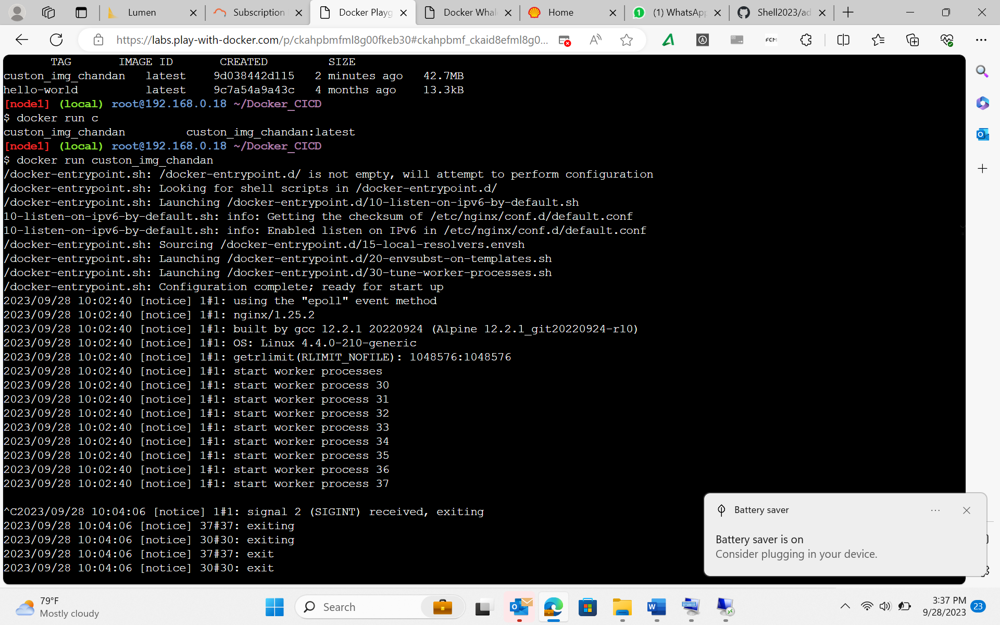 Lumen
Subscription
Docker Playg
Docker Whal
Home
(1) WhatsApp
Shell2023/ad
https://labs.play-with-docker.com/p/ckahpbmfml8g00fkeb30#ckahpbmf_ckaid8efml8g0...
TAG IMAGE ID CREATED SIZE
custon_img_chandan latest 9d038442d115 2 minutes ago 42.7MB
hello-world latest 9c7a54a9a43c 4 months ago 13.3kB
[node1] (local) root@192.168.0.18 ~/Docker_CICD
$ docker run c
custon_img_chandan custon_img_chandan:latest
[node1] (local) root@192.168.0.18 ~/Docker_CICD
$ docker run custon_img_chandan
/docker-entrypoint.sh: /docker-entrypoint.d/ is not empty, will attempt to perform configuration
/docker-entrypoint.sh: Looking for shell scripts in /docker-entrypoint.d/
/docker-entrypoint.sh: Launching /docker-entrypoint.d/10-listen-on-ipv6-by-default.sh
10-listen-on-ipv6-by-default.sh: info: Getting the checksum of /etc/nginx/conf.d/default.conf
10-listen-on-ipv6-by-default.sh: info: Enabled listen on IPv6 in /etc/nginx/conf.d/default.conf
/docker-entrypoint.sh: Sourcing /docker-entrypoint.d/15-local-resolvers.envsh
/docker-entrypoint.sh: Launching /docker-entrypoint.d/20-envsubst-on-templates.sh
/docker-entrypoint.sh: Launching /docker-entrypoint.d/30-tune-worker-processes.sh
/docker-entrypoint.sh: Configuration complete; ready for start up
2023/09/28 10:02:40 [notice] 1#1: using the "epoll" event method
2023/09/28 10:02:40 [notice] 1#1: nginx/1.25.2
2023/09/28 10:02:40 [notice] 1#1: built by gcc 12.2.1 20220924 (Alpine 12.2.1_git20220924-r10)
2023/09/28 10:02:40 [notice] 1#1: OS: Linux 4.4.0-210-generic
2023/09/28 10:02:40 [notice] 1#1: getrlimit(RLIMIT_NOFILE): 1048576:1048576
2023/09/28 10:02:40 [notice] 1#1: start worker processes
2023/09/28 10:02:40 [notice] 1#1: start worker process 30
2023/09/28 10:02:40 [notice] 1#1: start worker process 31
2023/09/28 10:02:40 [notice] 1#1: start worker process 32
2023/09/28 10:02:40 [notice] 1#1: start worker process 33
2023/09/28 10:02:40 [notice] 1#1: start worker process 34
2023/09/28 10:02:40 [notice] 1#1: start worker process 35
2023/09/28 10:02:40 [notice] 1#1: start worker process 36
2023/09/28 10:02:40 [notice] 1#1: start worker process 37
^C2023/09/28 10:04:06 [notice] 1#1: signal 2 (SIGINT) received, exiting
2023/09/28 10:04:06 [notice] 37#37: exiting
2023/09/28 10:04:06 [notice] 30#30: exiting
2023/09/28 10:04:06 [notice] 37#37: exit
2023/09/28 10:04:06 [notice] 30#30: exit
Battery saver
Battery saver is on
Consider plugging in your device.
79°F
Mostly cloudy
Search
3:37 PM
9/28/2023
23